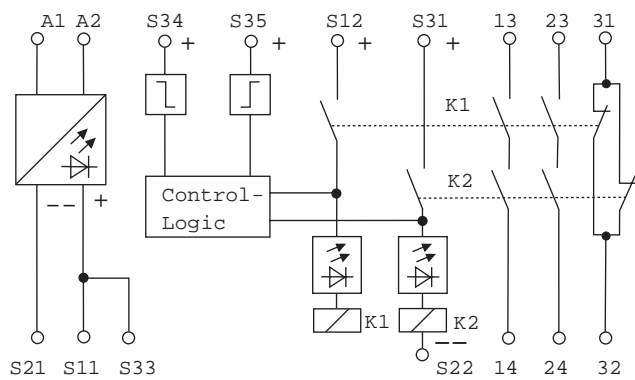 A1 A2 S34 S35 S12 S31 13 23 31
+ + + +
K1
K2
Control-
Logic
-- +
K1 K2
--
S21 S11 S33 S22 14 24 32